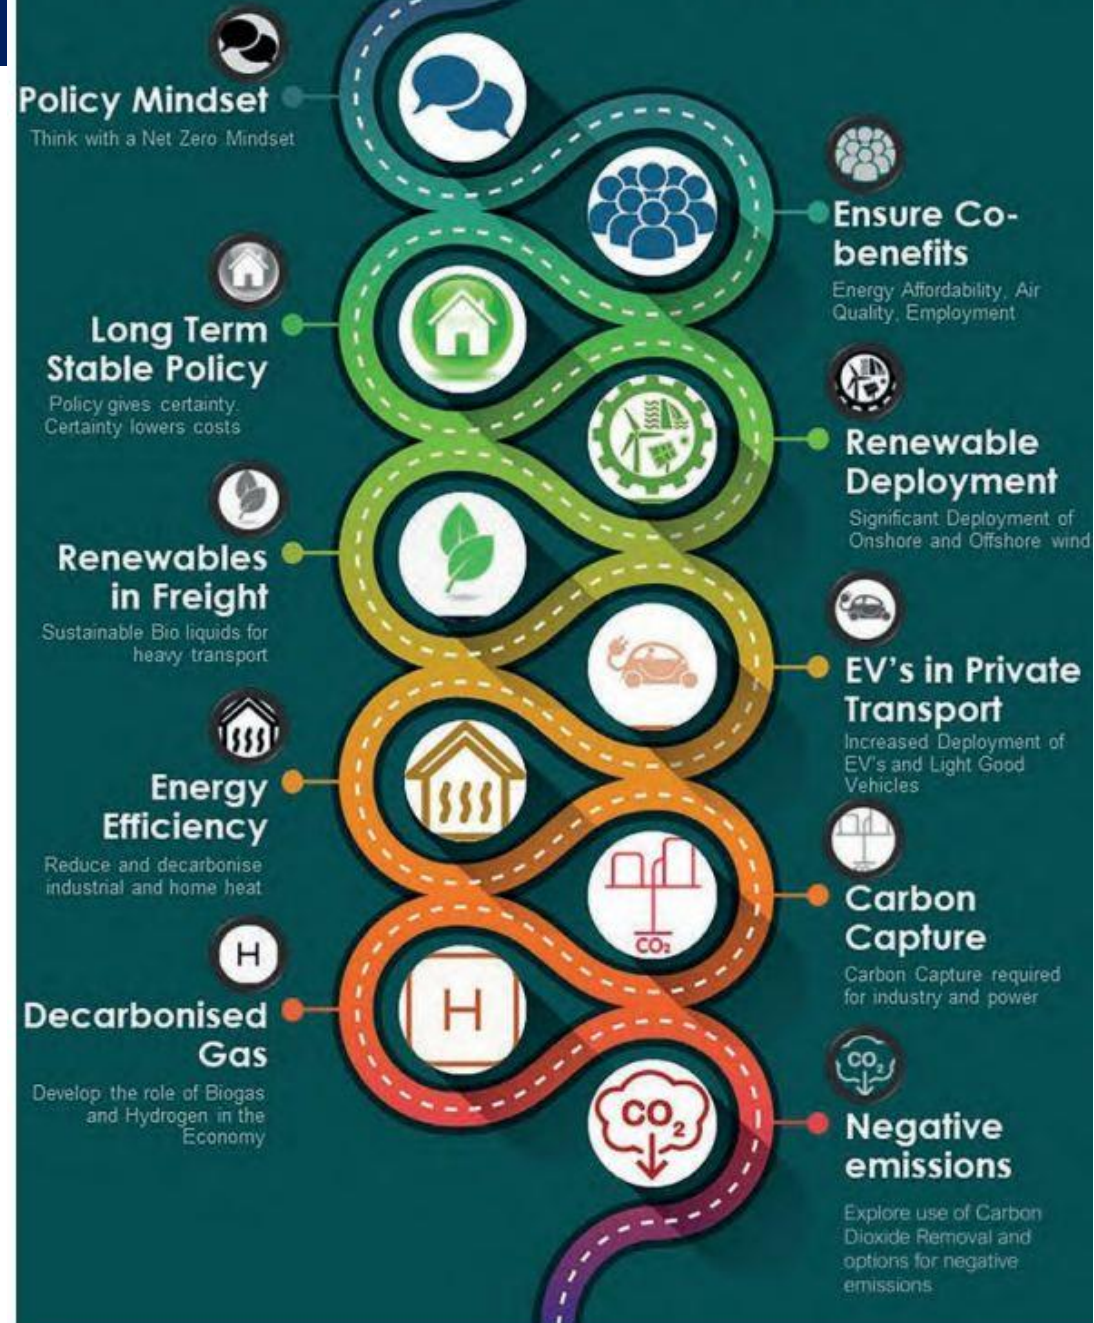 Policy Mindset
Think with a Net Zero Mindset
Ensure Co-
benefits
Energy Affordability, Air
Quality, Employment
Long Term
Stable Policy
Policy gives certainty.
Certainty lowers costs
Renewable
Deployment
Significant Deployment of
Onshore and Offshore wind
Renewables
in Freight
Sustainable Bio liquids for
heavy transport
EV's in Private
Transport
Increased Deployment of
EV's and Light Good
Vehicles
Energy
Efficiency
Reduce and decarbonise
industrial and home heat
CO₂
Carbon
Capture
Carbon Capture required
for industry and power
H
H
Decarbonised
Gas
Develop the role of Biogas
and Hydrogen in the
Economy
CO₂
CO₂
Negative
emissions
Explore use of Carbon
Dioxide Removal and
options for negative
emissions